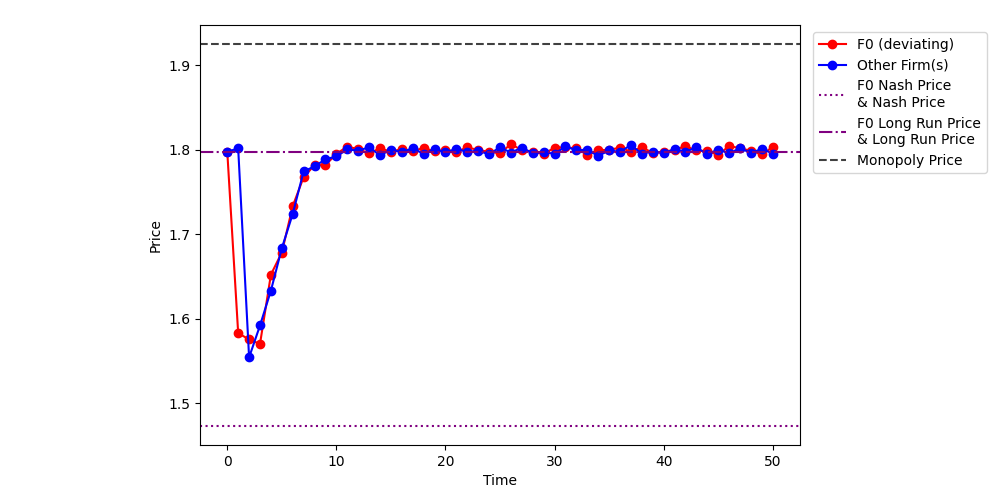 1.9
1.8
1.7
1.6
1.5
Price
0 10 20 30 40 50
Time
F0 (deviating)
Other Firm(s)
F0 Nash Price
& Nash Price
F0 Long Run Price
& Long Run Price
Monopoly Price